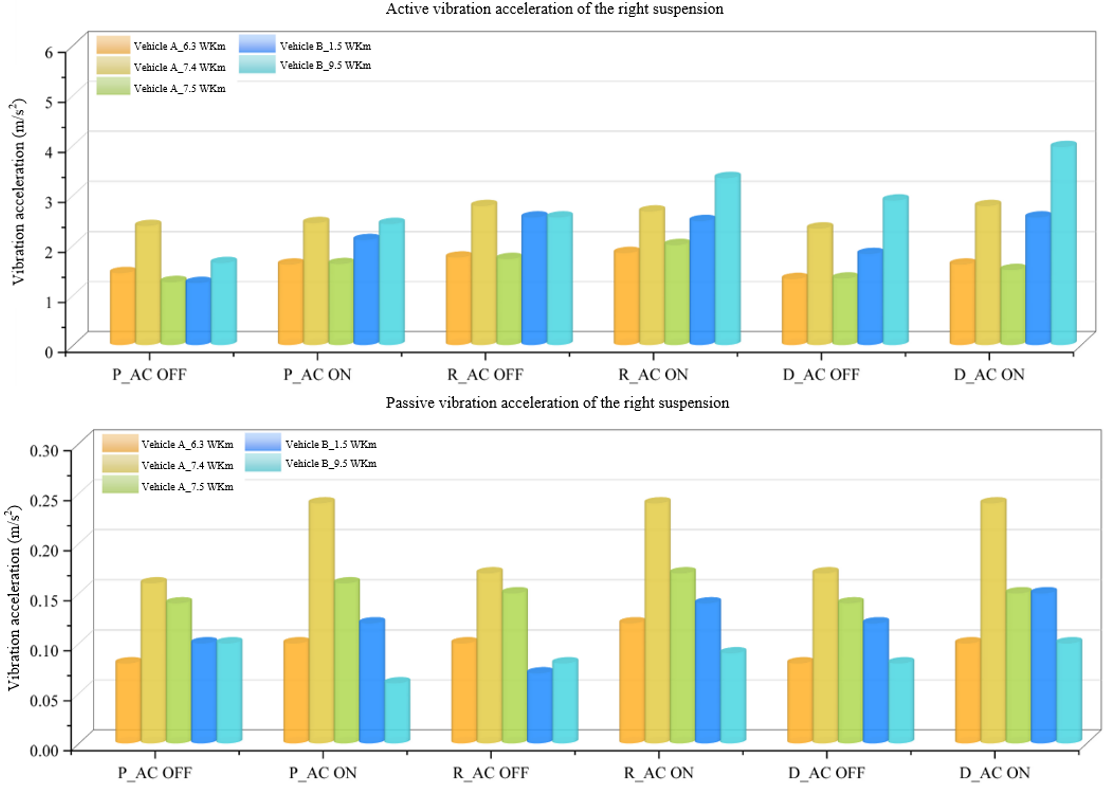 Active vibration acceleration of the right suspension
Vehicle A_6.3 WKm
Vehicle B_1.5 WKm
Vehicle A_7.4 WKm
Vehicle B_9.5 WKm
Vehicle A_7.5 WKm
Vibration acceleration (m/s²)
6
5
4
3
2
1
0
P_AC OFF
P_AC ON
R_AC OFF
R_AC ON
D_AC OFF
D_AC ON
Passive vibration acceleration of the right suspension
Vehicle A_6.3 WKm
Vehicle B_1.5 WKm
Vehicle A_7.4 WKm
Vehicle B_9.5 WKm
Vehicle A_7.5 WKm
Vibration acceleration (m/s²)
0.30
0.25
0.20
0.15
0.10
0.05
0.00
P_AC OFF
P_AC ON
R_AC OFF
R_AC ON
D_AC OFF
D_AC ON